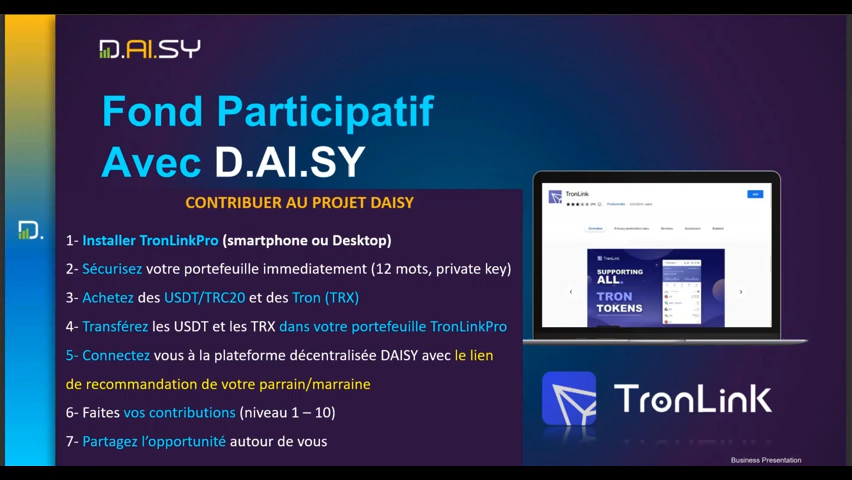 D.AI.SY
Fond Participatif
Avec D.AI.SY
CONTRIBUER AU PROJET DAISY
1- Installer TronLinkPro (smartphone ou Desktop)
2- Sécurisez votre portefeuille immediatement (12 mots, private key)
3- Achetez des USDT/TRC20 et des Tron (TRX)
4- Transférez les USDT et les TRX dans votre portefeuille TronLinkPro
5- Connectez vous à la plateforme décentralisée DAISY avec le lien
de recommandation de votre parrain/marraine
6- Faites vos contributions (niveau 1 – 10)
7- Partagez l’opportunité autour de vous
D.
TronLink
TronLink
SUPPORTING
ALL
TRON
TOKENS
TronLink
Business Presentation